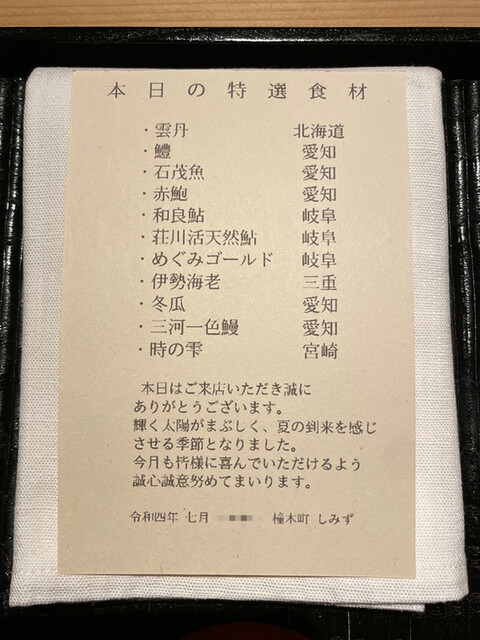 本日の特選食材
・雲丹 北海道
・鱧 愛知
・石茂魚 愛知
・赤鮑 愛知
・和良鮎 岐阜
・荘川活天然鮎 岐阜
・めぐみゴールド 岐阜
・伊勢海老 三重
・冬瓜 愛知
・三河一色鰻 愛知
・時の雫 宮崎
本日はご来店いただき誠に
ありがとうございます。
輝く太陽がまぶしく、夏の到来を感じ
させる季節となりました。
今月も皆様に喜んでいただけるよう
誠心誠意努めてまいります。
令和四年 七月 橦木町 しみず